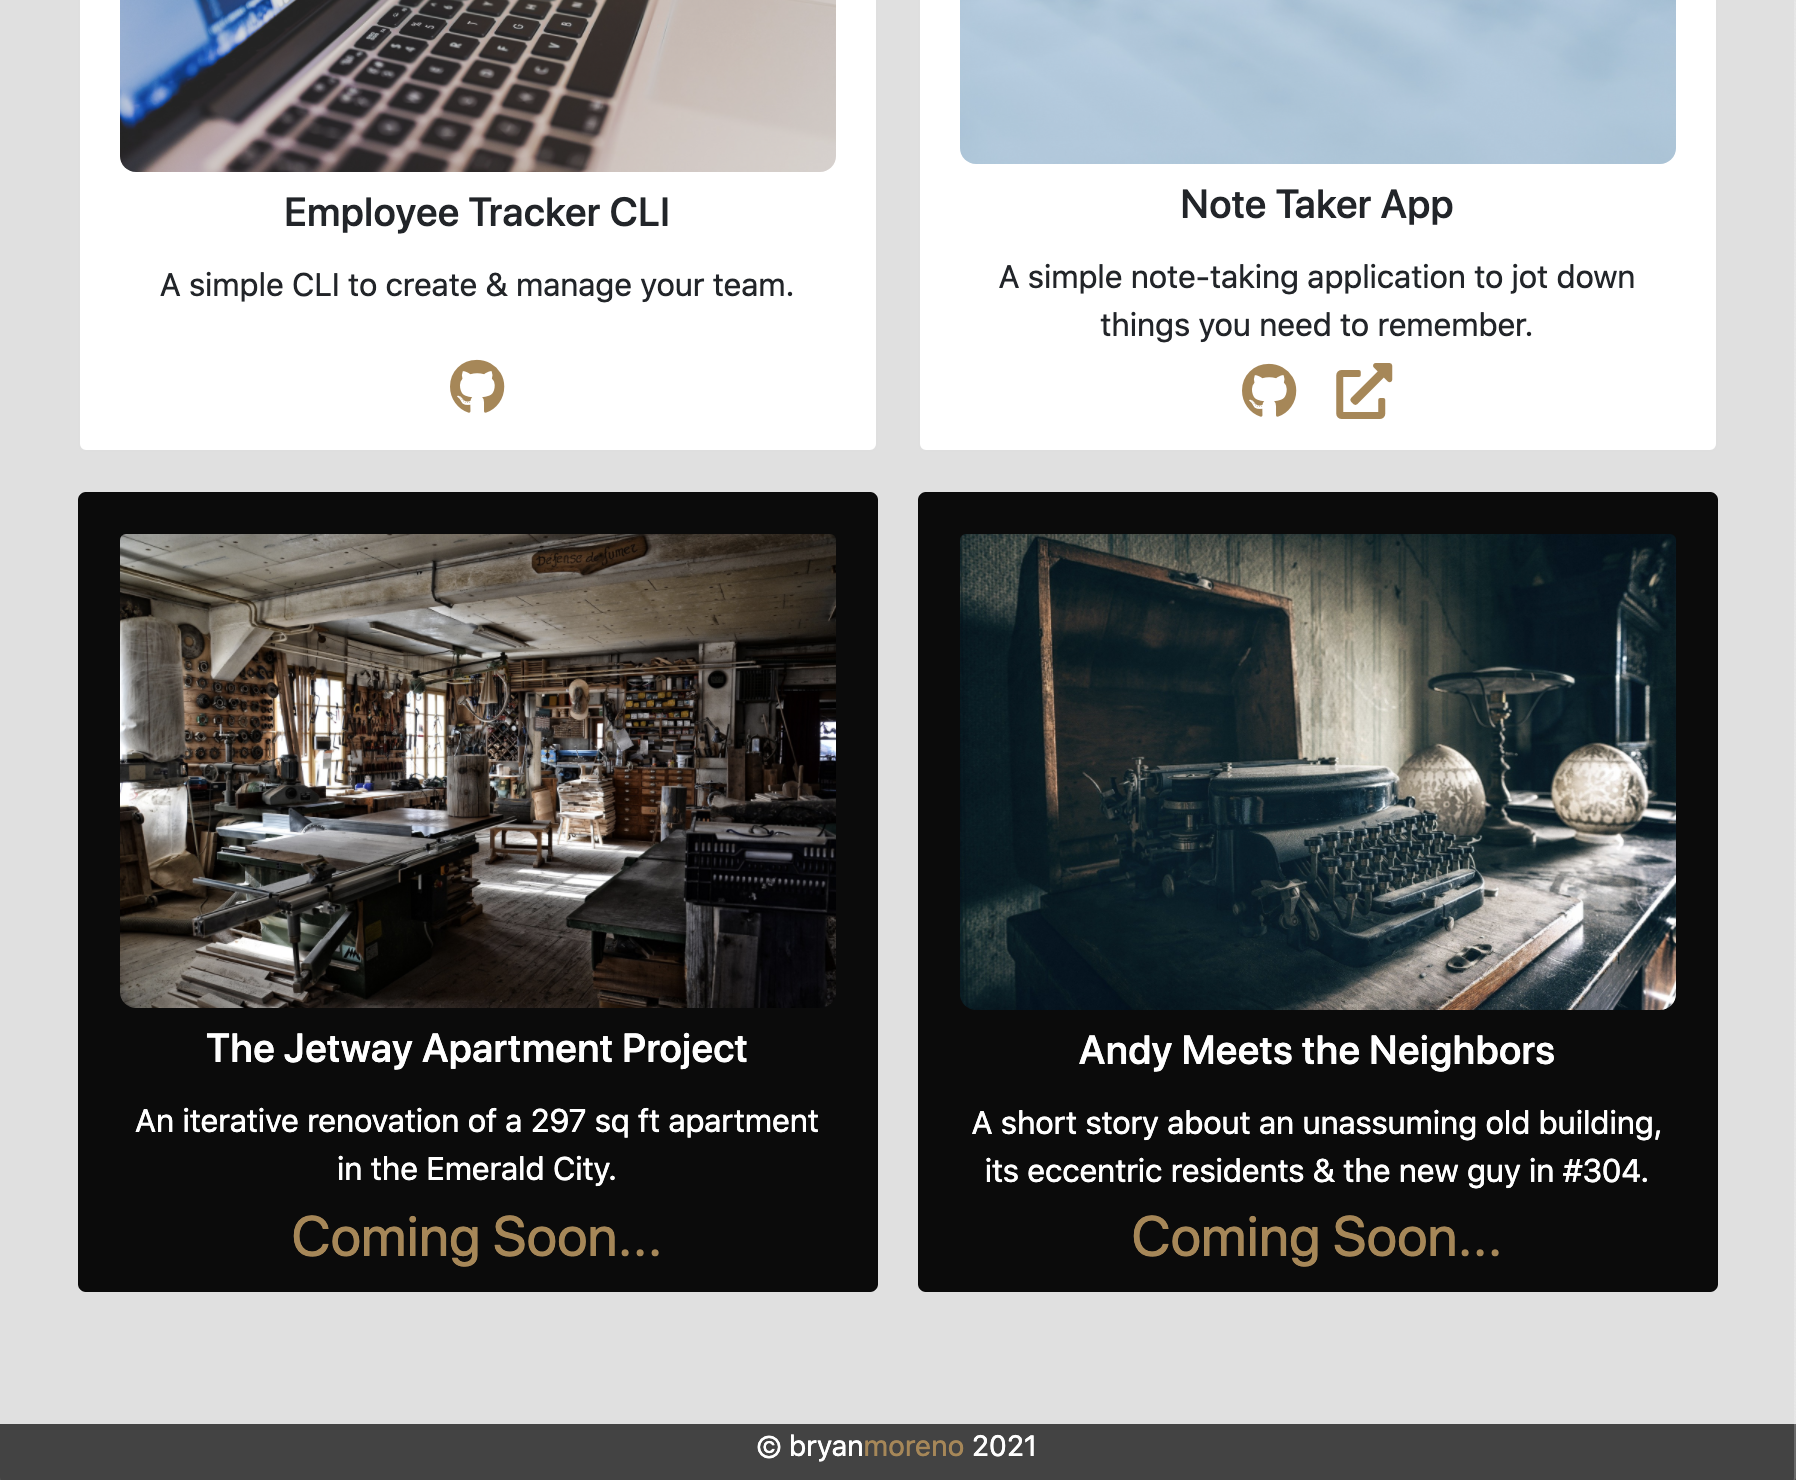 Employee Tracker CLI
A simple CLI to create & manage your team.
Note Taker App
A simple note-taking application to jot down
things you need to remember.
The Jetway Apartment Project
An iterative renovation of a 297 sq ft apartment
in the Emerald City.
Coming Soon...
Andy Meets the Neighbors
A short story about an unassuming old building,
its eccentric residents & the new guy in #304.
Coming Soon...
© bryanmoreno 2021